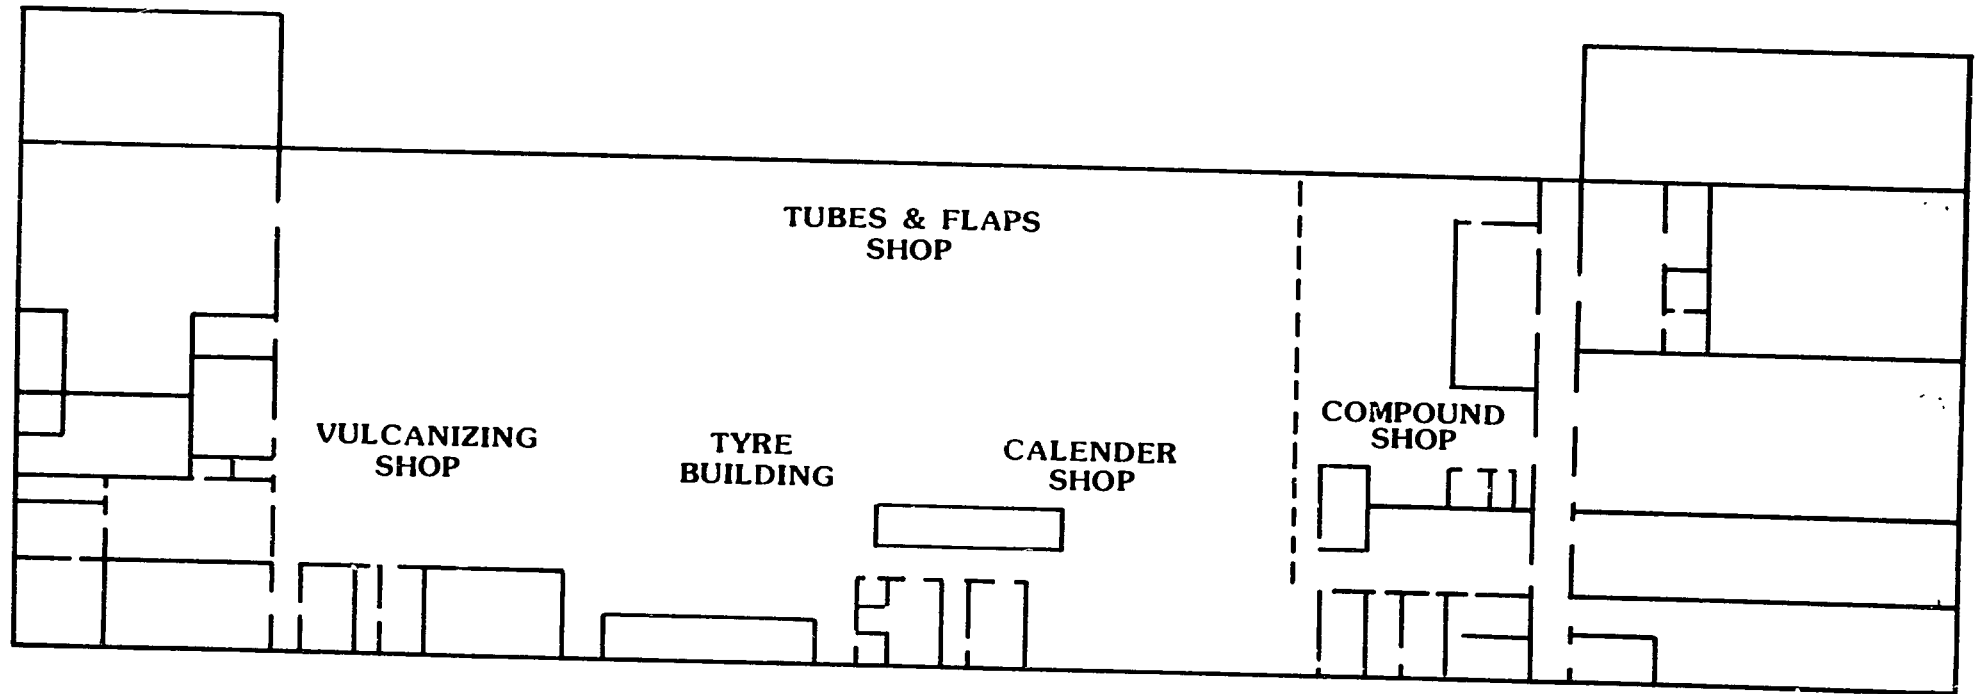 TUBES & FLAPS
SHOP
VULCANIZING
SHOP
TYRE
BUILDING
CALENDER
SHOP
COMPOUND
SHOP